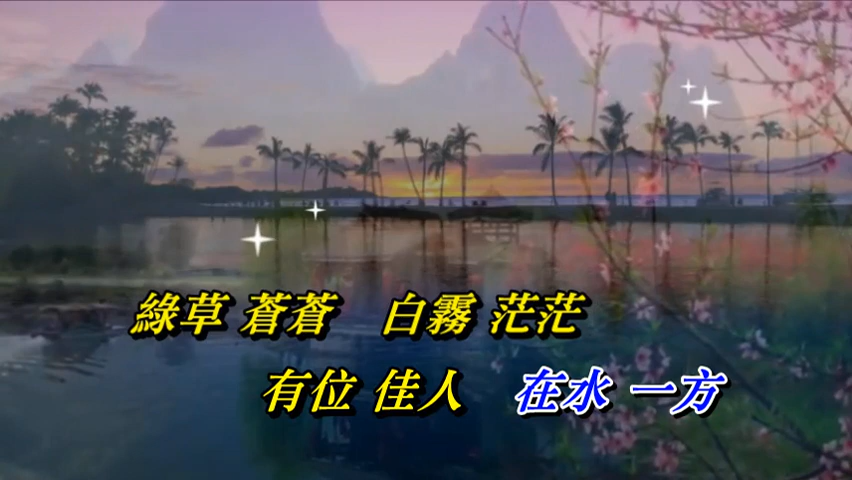 綠草 蒼蒼 白霧 茫茫
有位 佳人 在水 一方